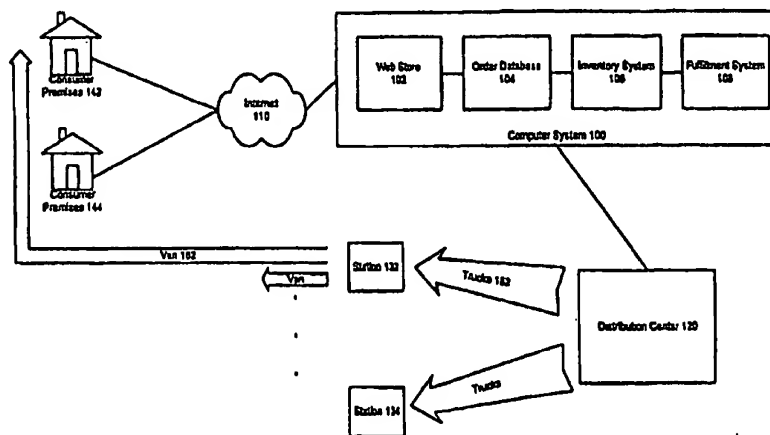 Web Store
102
Order Database
104
Inventory System
106
Fulfillment System
108
Computer System 100
Internet
110
Consumer
Premises 142
Consumer
Premises 144
Van 162
Van
Station 132
Trucks 152
Distribution Center 120
Trucks
Station 134